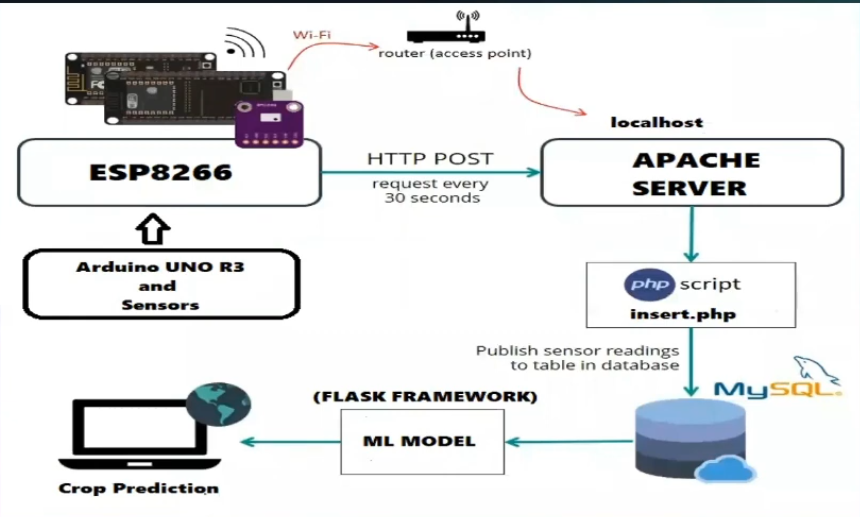 Wi-Fi
router (access point)
localhost
ESP8266
HTTP POST
request every
30 seconds
APACHE
SERVER
Arduino UNO R3
and
Sensors
php script
insert.php
Publish sensor readings
to table in database
MySQL
(FLASK FRAMEWORK)
ML MODEL
Crop Prediction